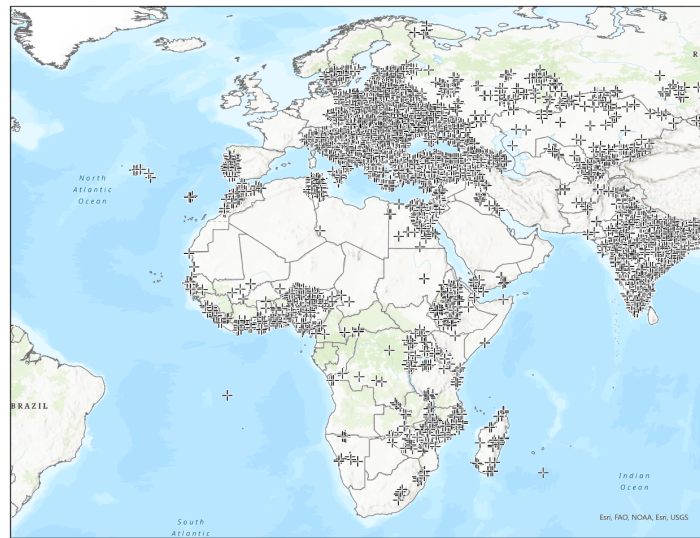 R
North
Atlantic
Ocean
BRAZIL
Indian
Ocean
Esri, FAO, NOAA, Esri, USGS
South
Atlantic